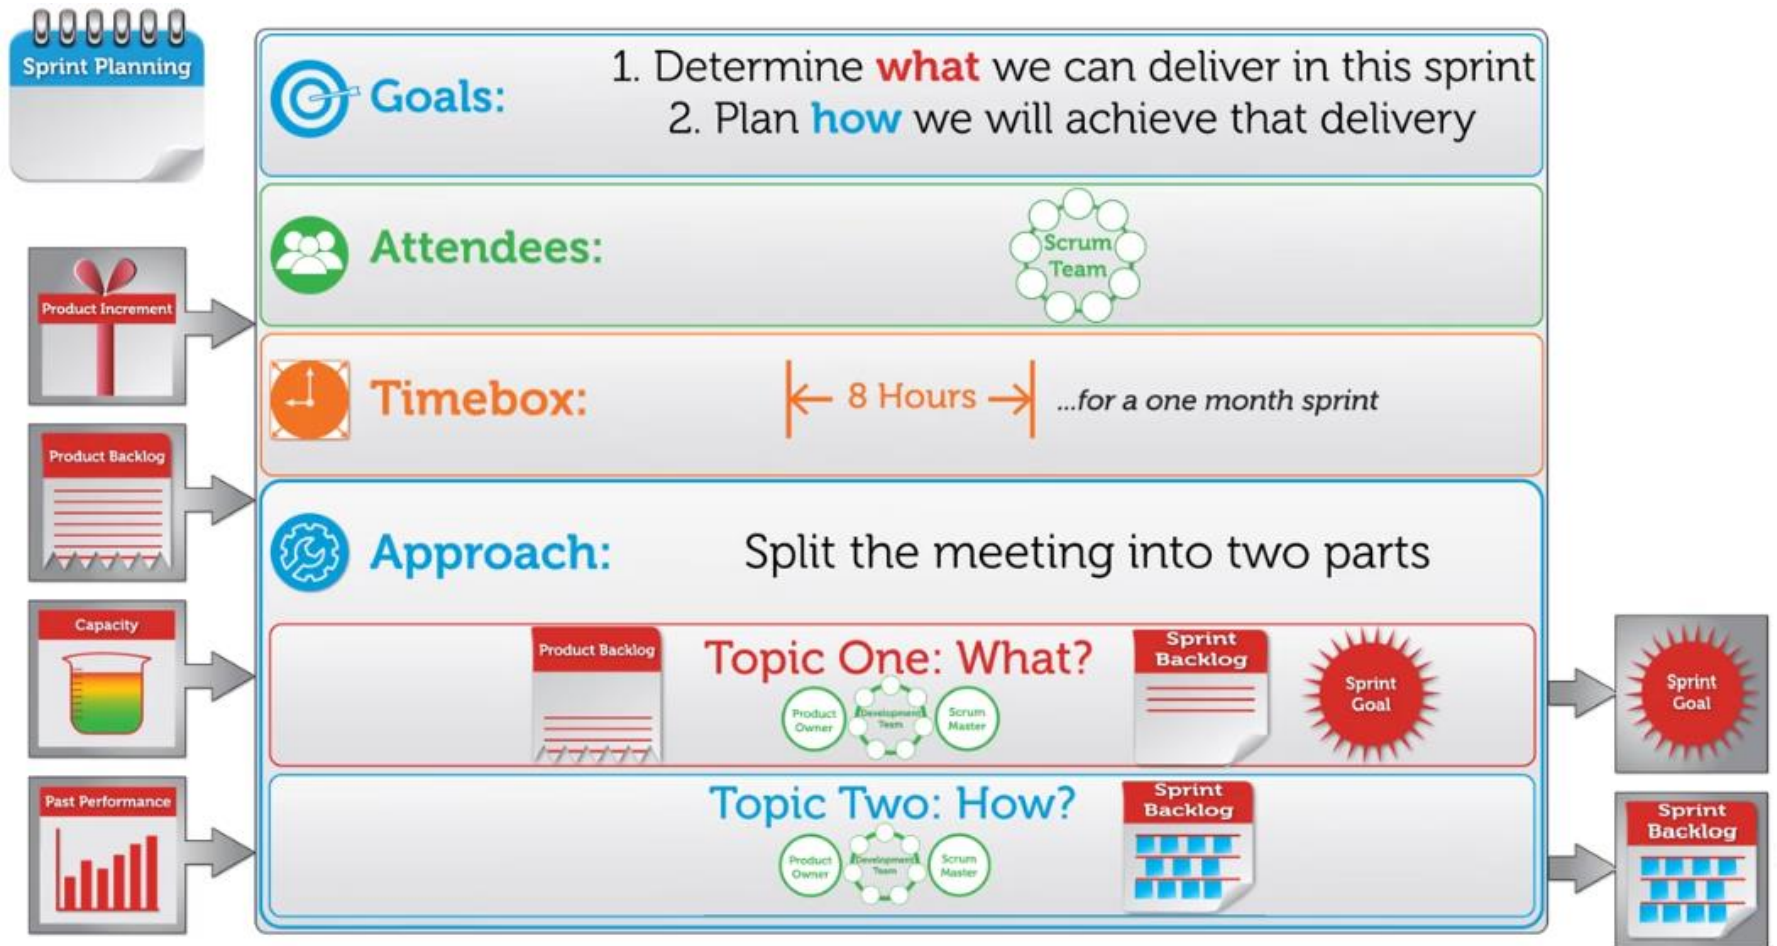 Sprint Planning
Goals:
1. Determine what we can deliver in this sprint
2. Plan how we will achieve that delivery
Attendees:
Scrum
Team
Product Increment
Timebox:
8 Hours
...for a one month sprint
Product Backlog
Approach:
Split the meeting into two parts
Capacity
Product Backlog
Topic One: What?
Product
Owner
Development
Team
Scrum
Master
Sprint
Backlog
Sprint
Goal
Sprint
Goal
Past Performance
Topic Two: How?
Product
Owner
Development
Team
Scrum
Master
Sprint
Backlog
Sprint
Backlog